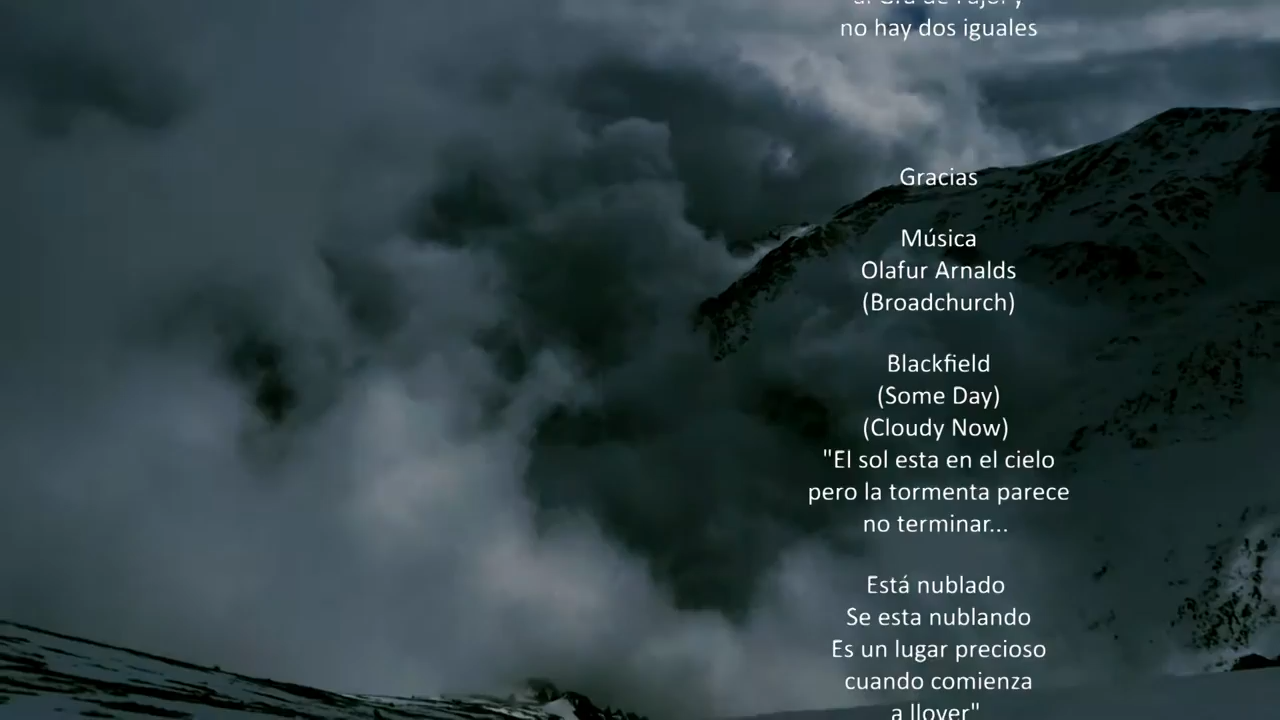 no hay dos iguales
Gracias
Música
Olafur Arnalds
(Broadchurch)
Blackfield
(Some Day)
(Cloudy Now)
"El sol esta en el cielo
pero la tormenta parece
no terminar...
Está nublado
Se esta nublando
Es un lugar precioso
cuando comienza
a llover"